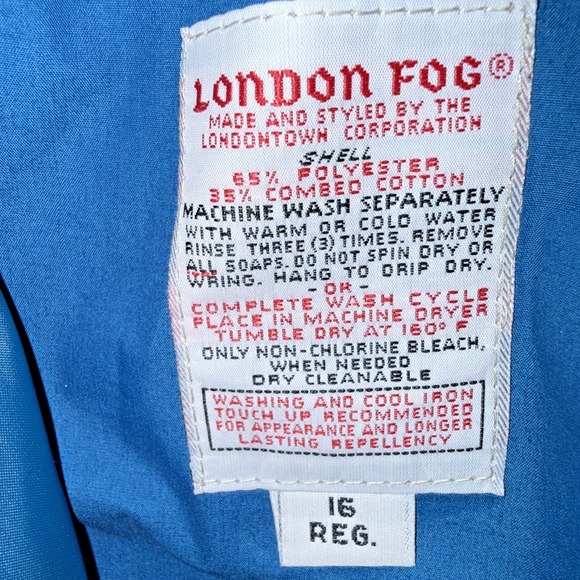 LONDON FOG®
MADE AND STYLED BY THE
LONDONTOWN CORPORATION
SHELL
65% POLYESTER
35% COMBED COTTON
MACHINE WASH SEPARATELY
WITH WARM OR COLD WATER
RINSE THREE (3) TIMES. REMOVE
ALL SOAPS. DO NOT SPIN DRY OR
WRING. HANG TO DRIP DRY.
- OR -
COMPLETE WASH CYCLE
PLACE IN MACHINE DRYER
TUMBLE DRY AT 160° F
ONLY NON-CHLORINE BLEACH,
WHEN NEEDED
DRY CLEANABLE
WASHING AND COOL IRON
TOUCH UP RECOMMENDED
FOR APPEARANCE AND LONGER
LASTING REPELLENCY
16
REG.